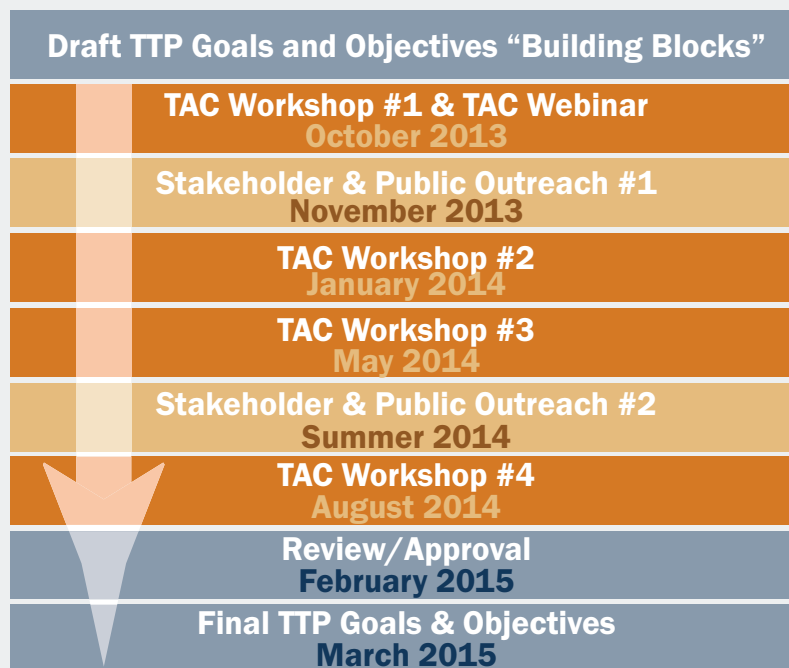 Draft TTP Goals and Objectives “Building Blocks”
TAC Workshop #1 & TAC Webinar
October 2013
Stakeholder & Public Outreach #1
November 2013
TAC Workshop #2
January 2014
TAC Workshop #3
May 2014
Stakeholder & Public Outreach #2
Summer 2014
TAC Workshop #4
August 2014
Review/Approval
February 2015
Final TTP Goals & Objectives
March 2015